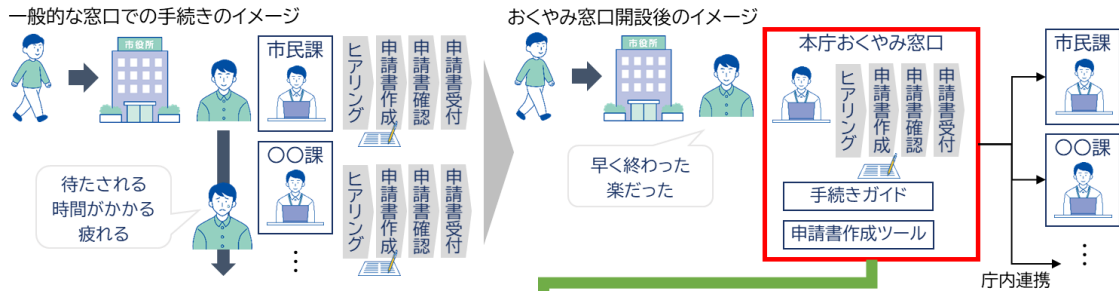 一般的な窓口での手続きのイメージ
市役所
市民課
ヒアリング
申請書作成
申請書確認
申請書受付
〇〇課
ヒアリング
申請書作成
申請書確認
申請書受付
待たされる
時間がかかる
疲れる
⋮
おくやみ窓口開設後のイメージ
市役所
早く終わった
楽だった
本庁おくやみ窓口
ヒアリング
申請書作成
申請書確認
申請書受付
手続きガイド
申請書作成ツール
市民課
〇〇課
⋮
庁内連携